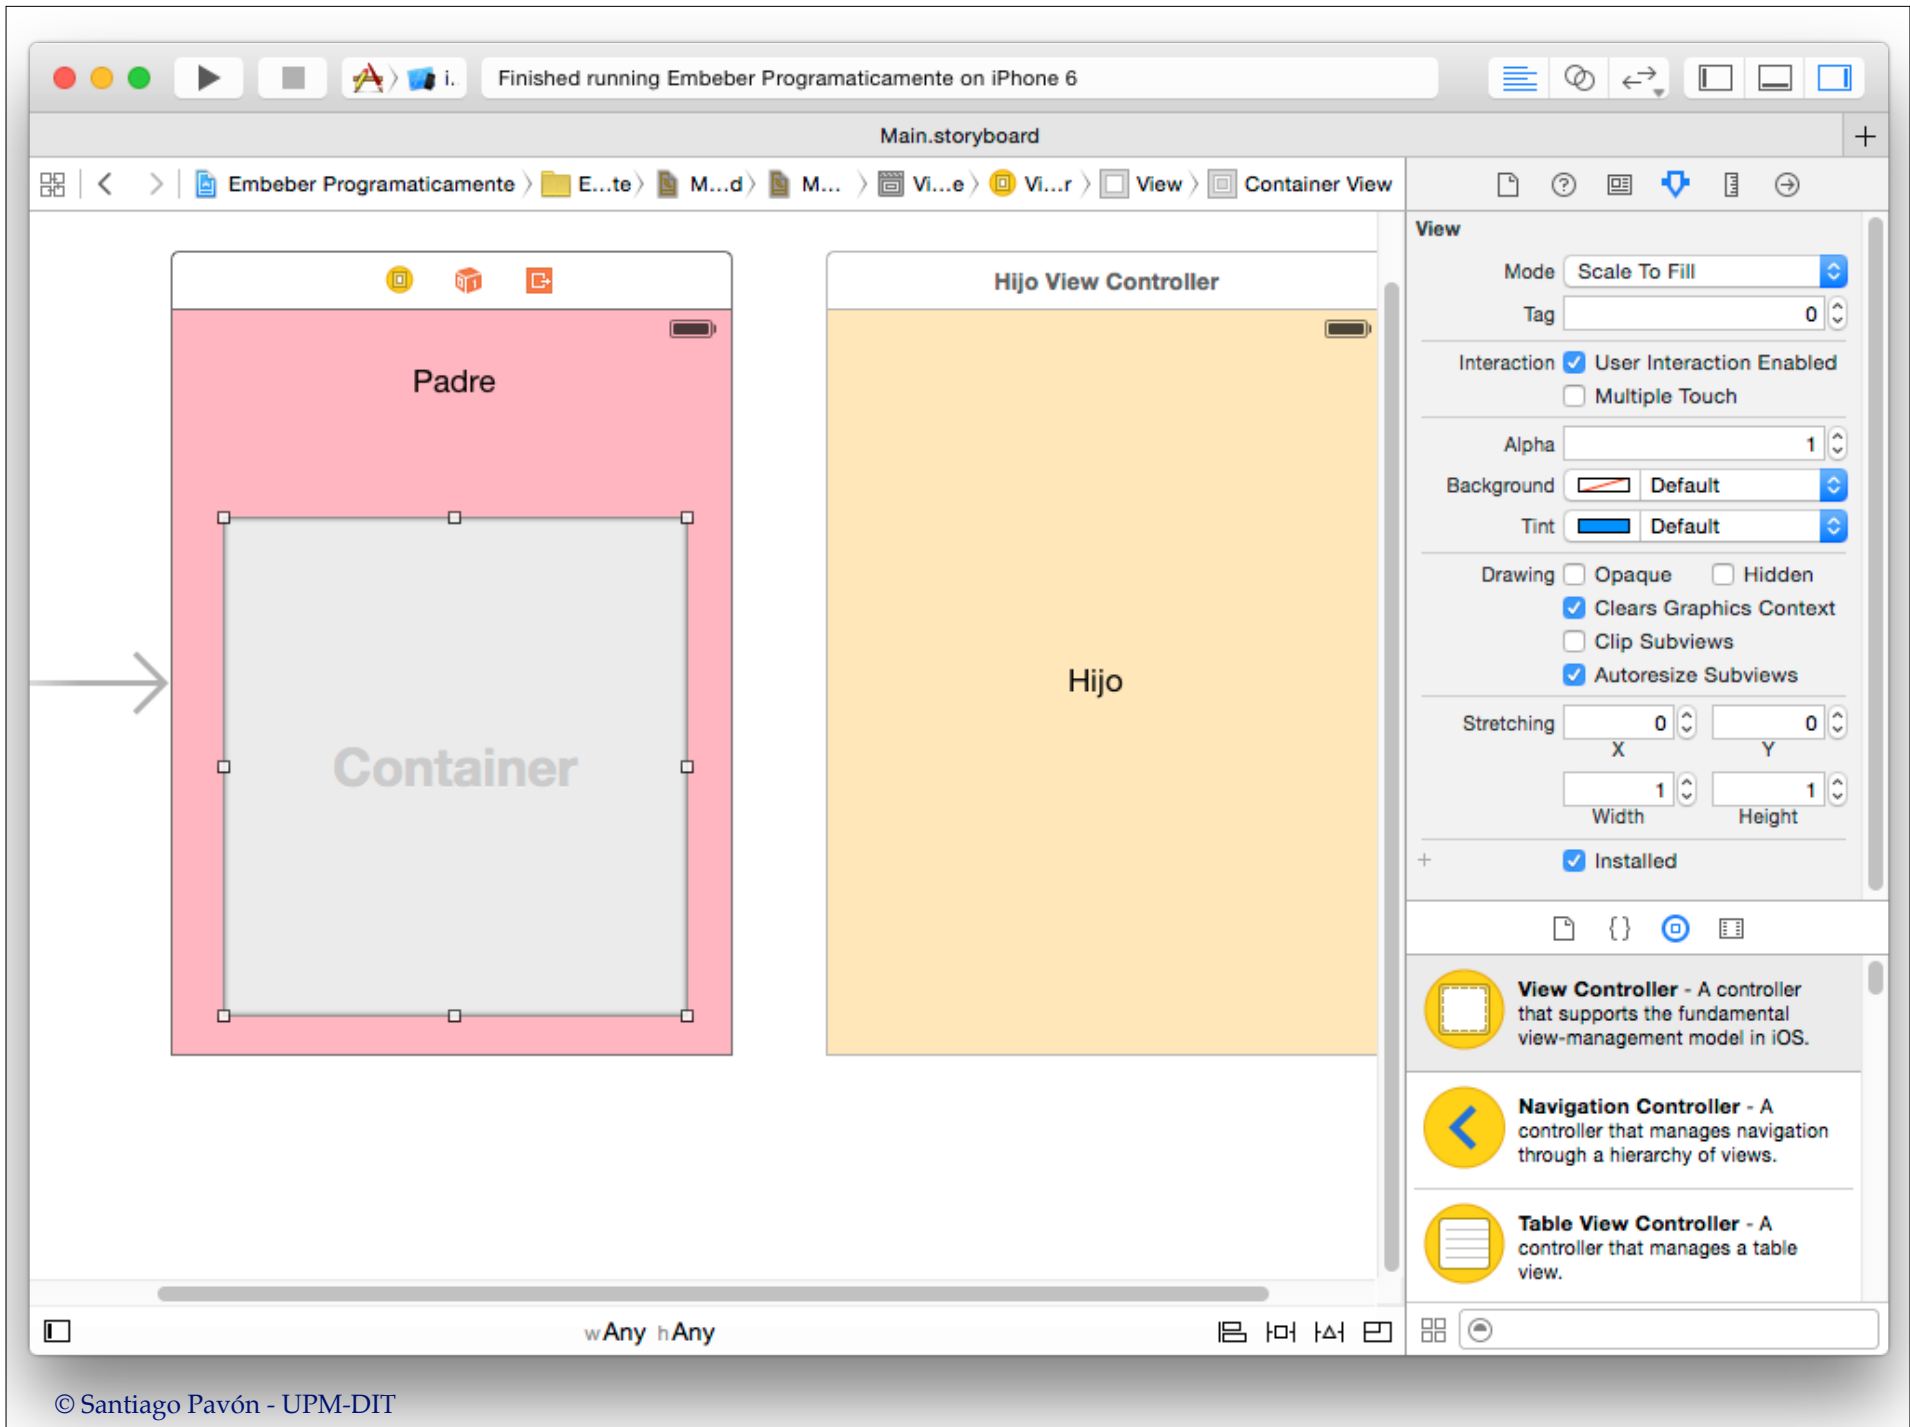 i.
Finished running Embeber Programaticamente on iPhone 6
Main.storyboard
Embeber Programaticamente
E...te
M...d
M...
Vi...e
Vi...r
View
Container View
Hijo View Controller
Padre
Container
Hijo
wAny hAny
View
Mode Scale To Fill
Tag 0
Interaction User Interaction Enabled
Multiple Touch
Alpha 1
Background Default
Tint Default
Drawing Opaque Hidden
Clears Graphics Context
Clip Subviews
Autoresize Subviews
Stretching 0 0
X Y
1 1
Width Height
Installed
View Controller - A controller
that supports the fundamental
view-management model in iOS.
Navigation Controller - A
controller that manages navigation
through a hierarchy of views.
Table View Controller - A
controller that manages a table
view.
© Santiago Pavón - UPM-DIT